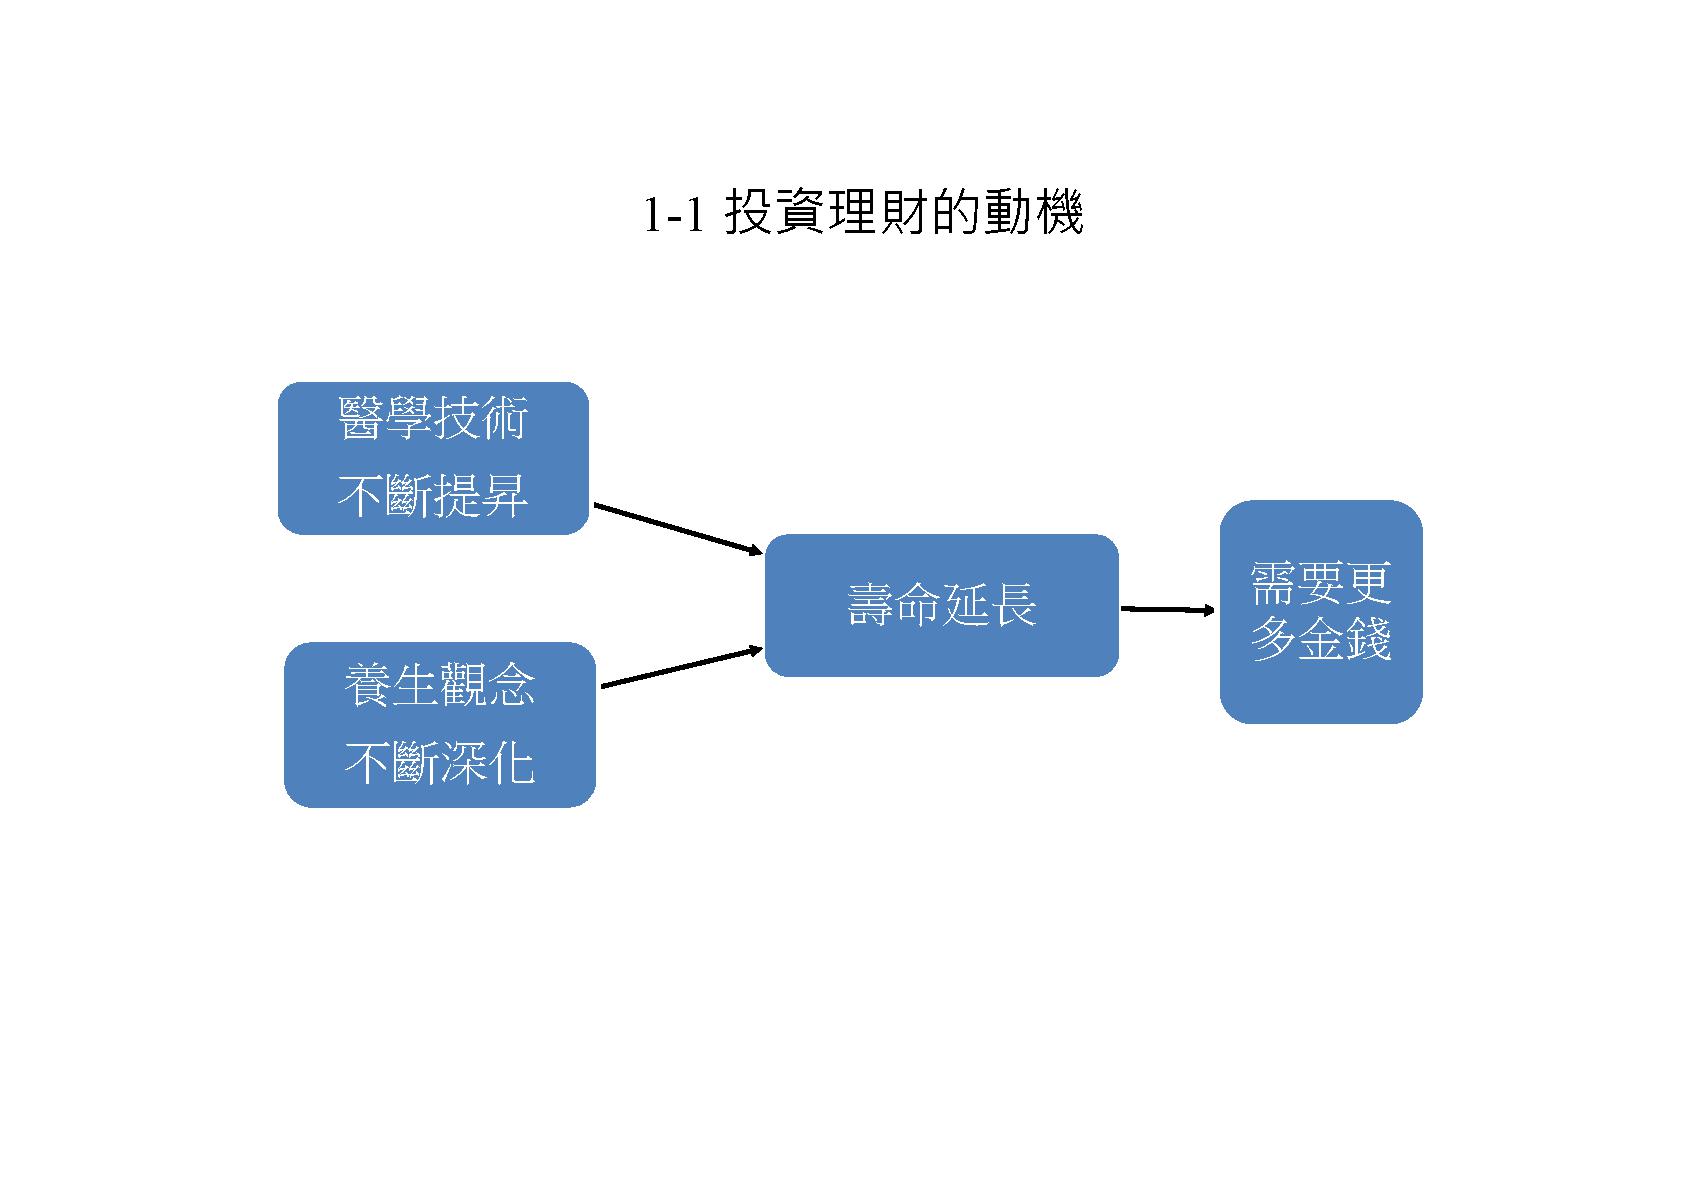 1-1 投資理財的動機
醫學技術
不斷提昇
養生觀念
不斷深化
壽命延長
需要更
多金錢